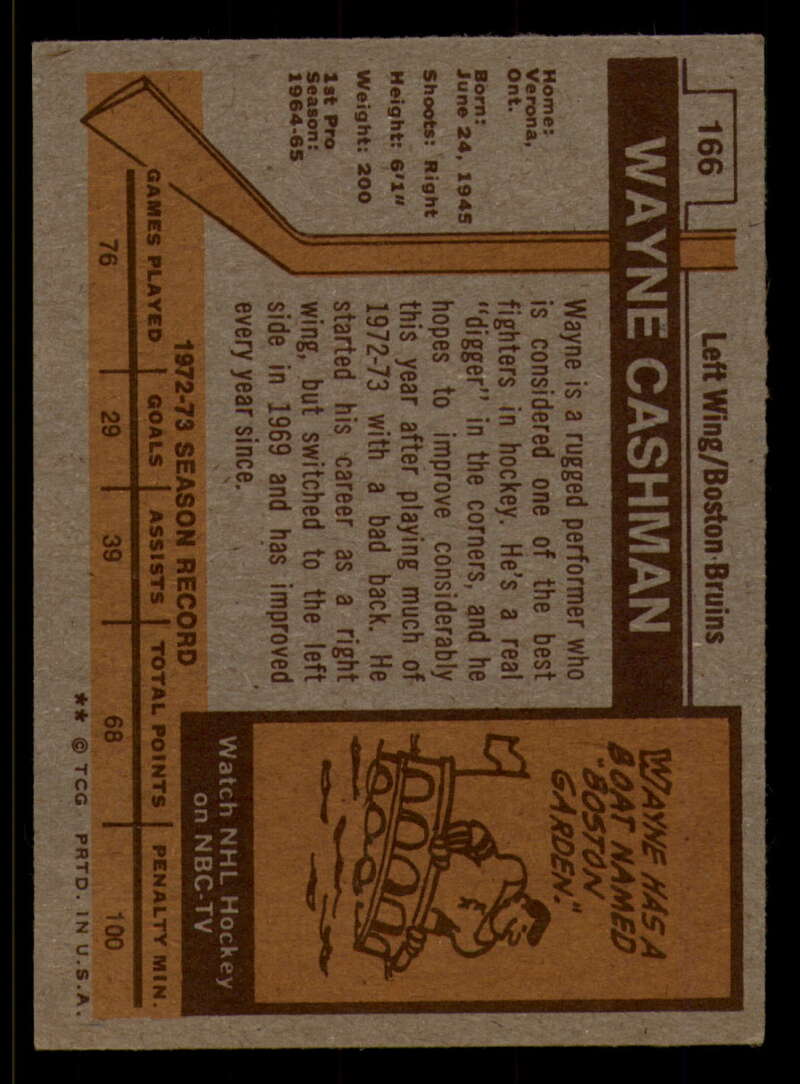 166
Left Wing/Boston Bruins
WAYNE CASHMAN
Home:
Verona,
Ont.
Born:
June 24, 1945
Shoots: Right
Height: 6'1"
Weight: 200
1st Pro
Season:
1964-65
Wayne is a rugged performer who
is considered one of the best
fighters in hockey. He's a real
"digger" in the corners, and he
hopes to improve considerably
this year after playing much of
1972-73 with a bad back. He
started his career as a right
wing, but switched to the left
side in 1969 and has improved
every year since.
WAYNE HAS A
BOAT NAMED
"BOSTON
GARDEN."
Watch NHL Hockey
on NBC-TV
1972-73 SEASON RECORD
GAMES PLAYED GOALS ASSISTS TOTAL POINTS PENALTY MIN.
76 29 39 68 100
** © TCG PRTD. IN U.S.A.